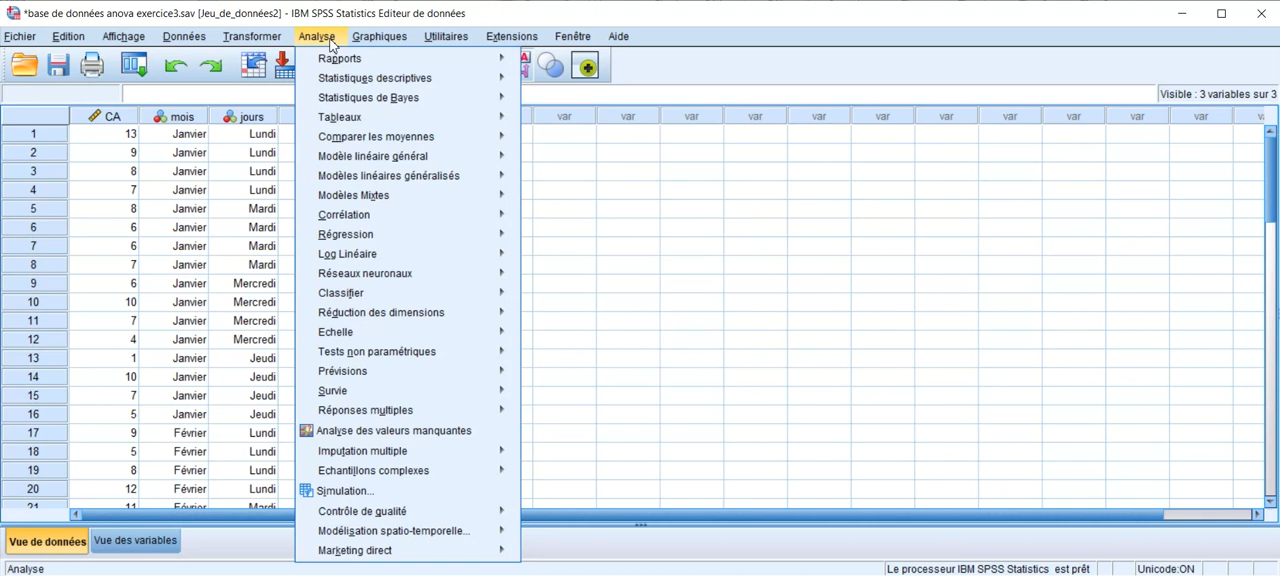 *base de données anova exercice3.sav [Jeu_de_données2] - IBM SPSS Statistics Editeur de données
Fichier Edition Affichage Données Transformer Analyse Graphiques Utilitaires Extensions Fenêtre Aide
Visible : 3 variables sur 3
CA mois jours var var var var var var var var var var var
1 13 Janvier Lundi
2 9 Janvier Lundi
3 8 Janvier Lundi
4 7 Janvier Lundi
5 8 Janvier Mardi
6 6 Janvier Mardi
7 6 Janvier Mardi
8 7 Janvier Mardi
9 6 Janvier Mercredi
10 10 Janvier Mercredi
11 7 Janvier Mercredi
12 4 Janvier Mercredi
13 1 Janvier Jeudi
14 10 Janvier Jeudi
15 7 Janvier Jeudi
16 5 Janvier Jeudi
17 9 Février Lundi
18 5 Février Lundi
19 8 Février Lundi
20 12 Février Lundi
21 11 Février Mardi
Rapports
Statistiques descriptives
Statistiques de Bayes
Tableaux
Comparer les moyennes
Modèle linéaire général
Modèles linéaires généralisés
Modèles Mixtes
Corrélation
Régression
Log Linéaire
Réseaux neuronaux
Classifier
Réduction des dimensions
Echelle
Tests non paramétriques
Prévisions
Survie
Réponses multiples
Analyse des valeurs manquantes
Imputation multiple
Echantillons complexes
Simulation...
Contrôle de qualité
Modélisation spatio-temporelle...
Marketing direct
Vue de données Vue des variables
Analyse Le processeur IBM SPSS Statistics est prêt Unicode:ON